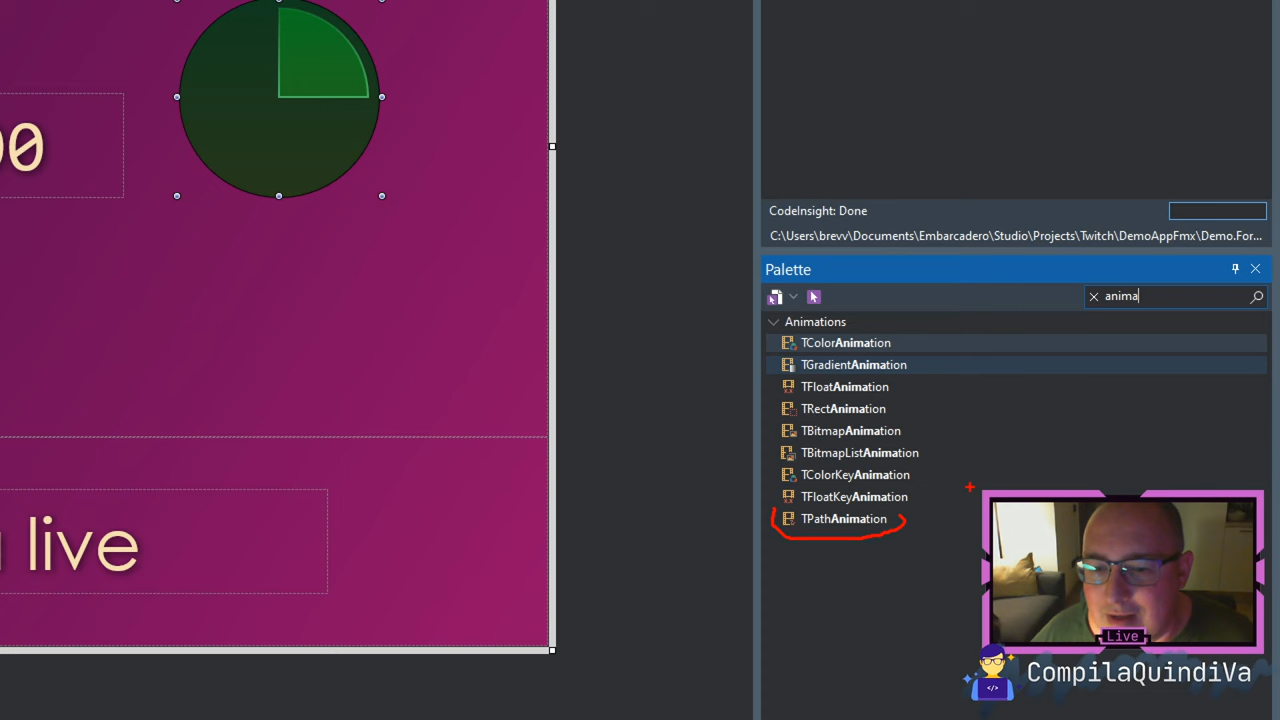 00
live
CodeInsight: Done
C:\Users\brevv\Documents\Embarcadero\Studio\Projects\Twitch\DemoAppFmx\Demo.For...
Palette
anima
Animations
TColorAnimation
TGradientAnimation
TFloatAnimation
TRectAnimation
TBitmapAnimation
TBitmapListAnimation
TColorKeyAnimation
TFloatKeyAnimation
TPathAnimation
Live
</>
CompilaQuindiVa